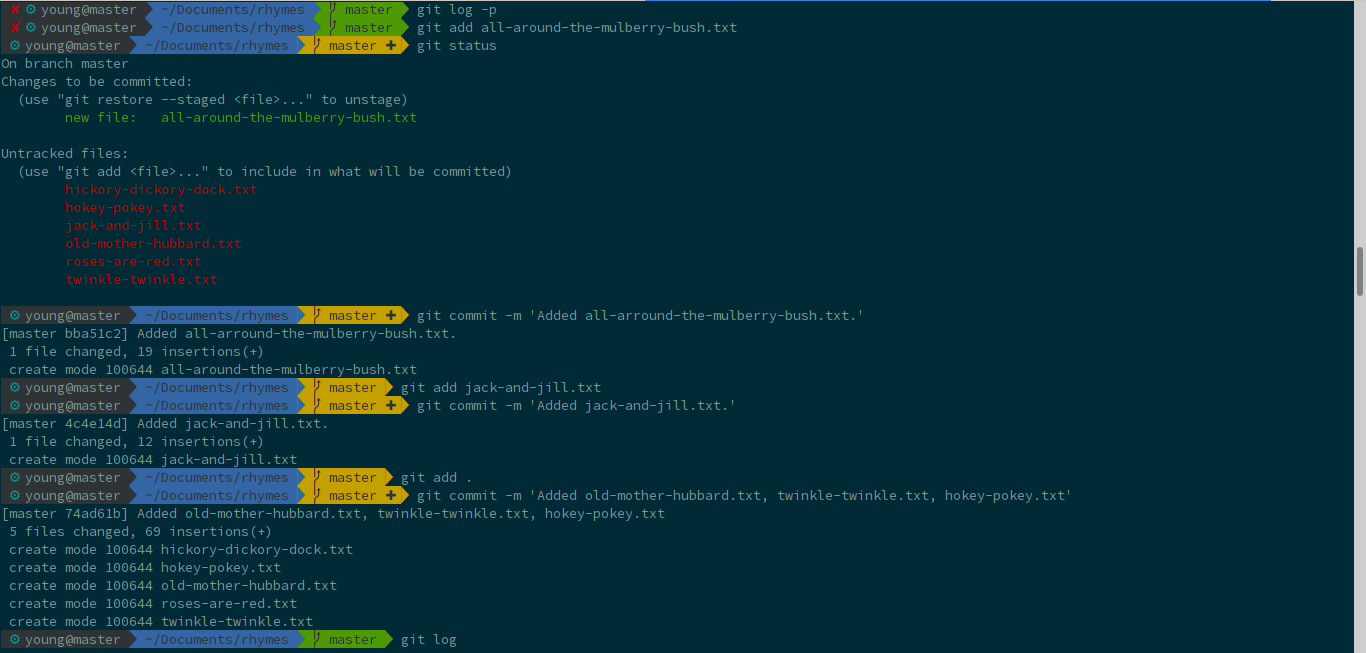 ✘ ⚙ young@master ~/Documents/rhymes master git log -p
✘ ⚙ young@master ~/Documents/rhymes master git add all-around-the-mulberry-bush.txt
⚙ young@master ~/Documents/rhymes master ✚ git status
On branch master
Changes to be committed:
(use "git restore --staged <file>..." to unstage)
new file: all-around-the-mulberry-bush.txt
Untracked files:
(use "git add <file>..." to include in what will be committed)
hickory-dickory-dock.txt
hokey-pokey.txt
jack-and-jill.txt
old-mother-hubbard.txt
roses-are-red.txt
twinkle-twinkle.txt
⚙ young@master ~/Documents/rhymes master ✚ git commit -m 'Added all-arround-the-mulberry-bush.txt.'
[master bba51c2] Added all-arround-the-mulberry-bush.txt.
1 file changed, 19 insertions(+)
create mode 100644 all-around-the-mulberry-bush.txt
⚙ young@master ~/Documents/rhymes master git add jack-and-jill.txt
⚙ young@master ~/Documents/rhymes master ✚ git commit -m 'Added jack-and-jill.txt.'
[master 4c4e14d] Added jack-and-jill.txt.
1 file changed, 12 insertions(+)
create mode 100644 jack-and-jill.txt
⚙ young@master ~/Documents/rhymes master git add .
⚙ young@master ~/Documents/rhymes master ✚ git commit -m 'Added old-mother-hubbard.txt, twinkle-twinkle.txt, hokey-pokey.txt'
[master 74ad61b] Added old-mother-hubbard.txt, twinkle-twinkle.txt, hokey-pokey.txt
5 files changed, 69 insertions(+)
create mode 100644 hickory-dickory-dock.txt
create mode 100644 hokey-pokey.txt
create mode 100644 old-mother-hubbard.txt
create mode 100644 roses-are-red.txt
create mode 100644 twinkle-twinkle.txt
⚙ young@master ~/Documents/rhymes master git log